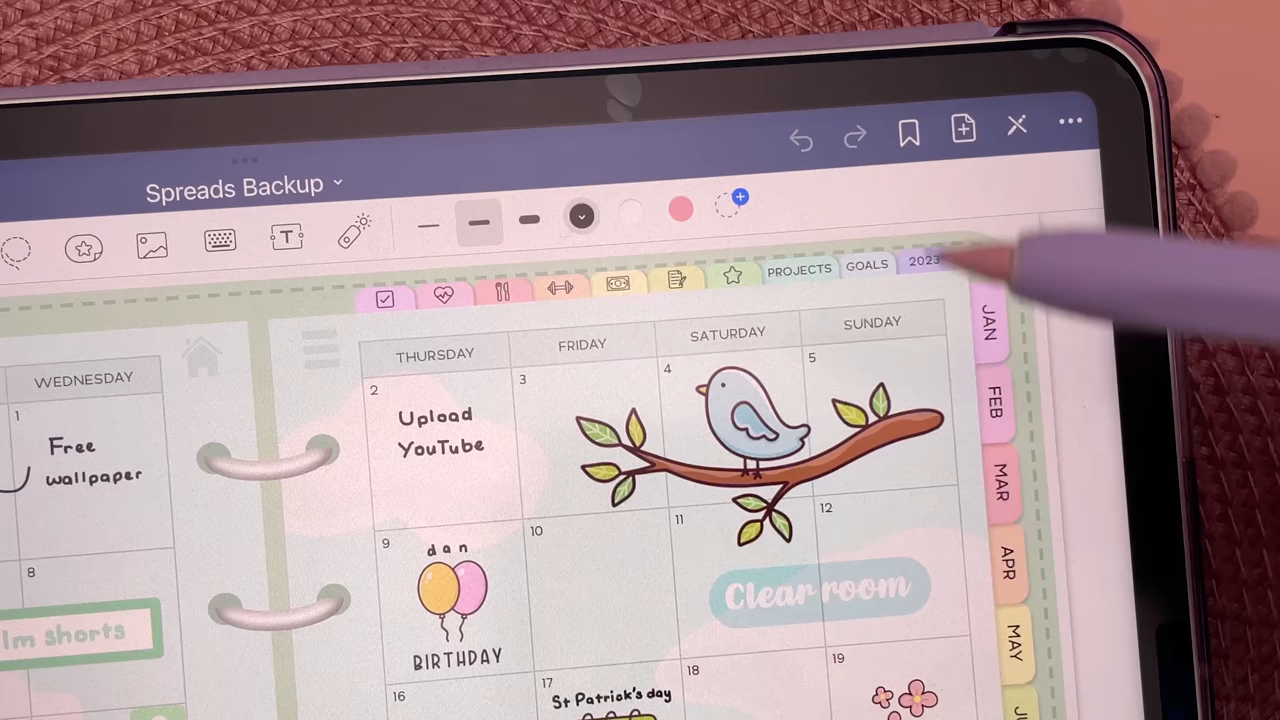 Spreads Backup
T
PROJECTS
GOALS
2023
WEDNESDAY
THURSDAY
FRIDAY
SATURDAY
SUNDAY
JAN
FEB
MAR
APR
MAY
1
Free
wallpaper
2
Upload
YouTube
3
4
5
8
lm shorts
9
dan
BIRTHDAY
10
11
12
Clear room
16
17
St Patrick's day
18
19